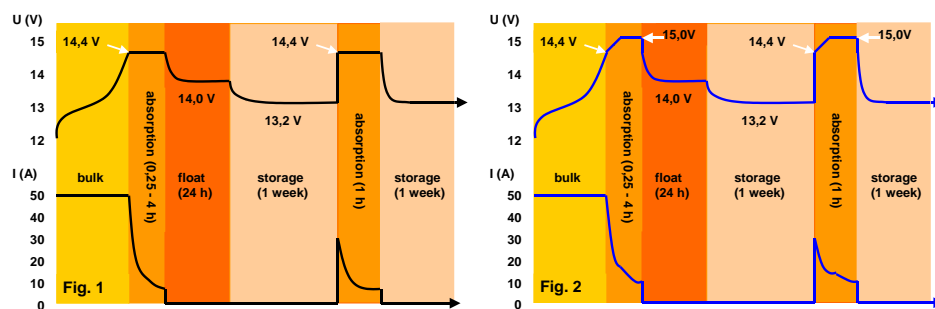 U (V)
15
14
13
12
14,4 V
14,4 V
14,0 V
13,2 V
absorption (0,25 - 4 h)
absorption (1 h)
I (A)
50
40
30
20
10
0
bulk
float
(24 h)
storage
(1 week)
storage
(1 week)
Fig. 1
U (V)
15
14
13
12
14,4 V
15,0V
14,4 V
15,0V
14,0 V
13,2 V
absorption (0,25 - 4 h)
absorption (1 h)
I (A)
50
40
30
20
10
0
bulk
float
(24 h)
storage
(1 week)
storage
(1 week)
Fig. 2